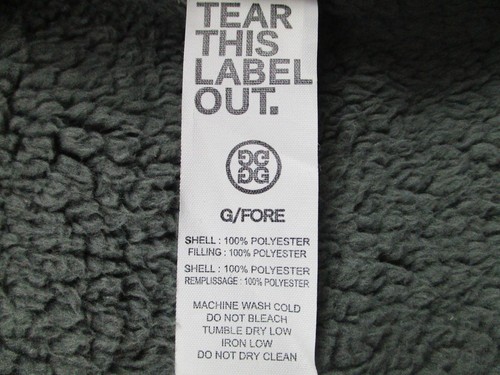 TEAR
THIS
LABEL
OUT.
G/FORE
SHELL : 100% POLYESTER
FILLING : 100% POLYESTER
SHELL : 100% POLYESTER
REMPLISSAGE : 100% POLYESTER
MACHINE WASH COLD
DO NOT BLEACH
TUMBLE DRY LOW
IRON LOW
DO NOT DRY CLEAN